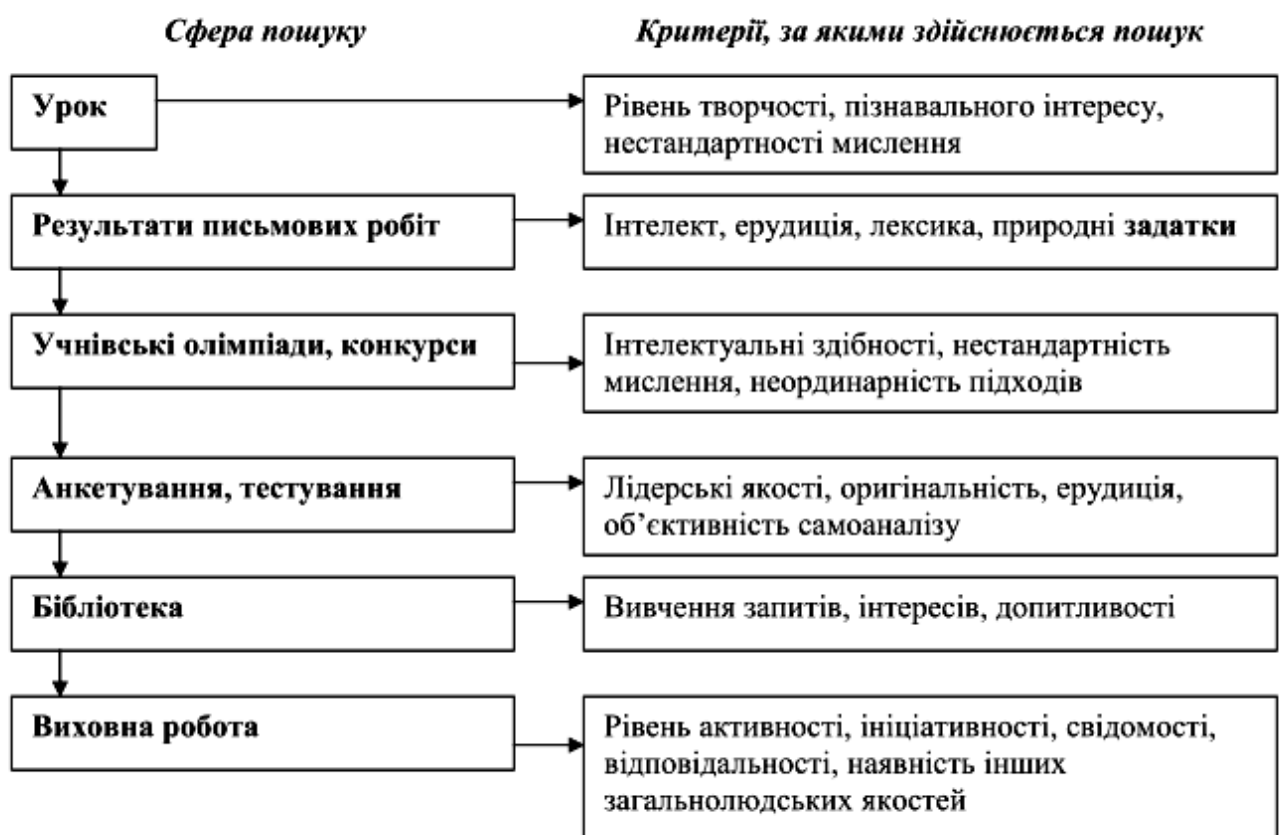 Сфера пошуку
Критерії, за якими здійснюється пошук
Урок
Рівень творчості, пізнавального інтересу,
нестандартності мислення
Результати письмових робіт
Інтелект, ерудиція, лексика, природні задатки
Учнівські олімпіади, конкурси
Інтелектуальні здібності, нестандартність
мислення, неординарність підходів
Анкетування, тестування
Лідерські якості, оригінальність, ерудиція,
об’єктивність самоаналізу
Бібліотека
Вивчення запитів, інтересів, допитливості
Виховна робота
Рівень активності, ініціативності, свідомості,
відповідальності, наявність інших
загальнолюдських якостей